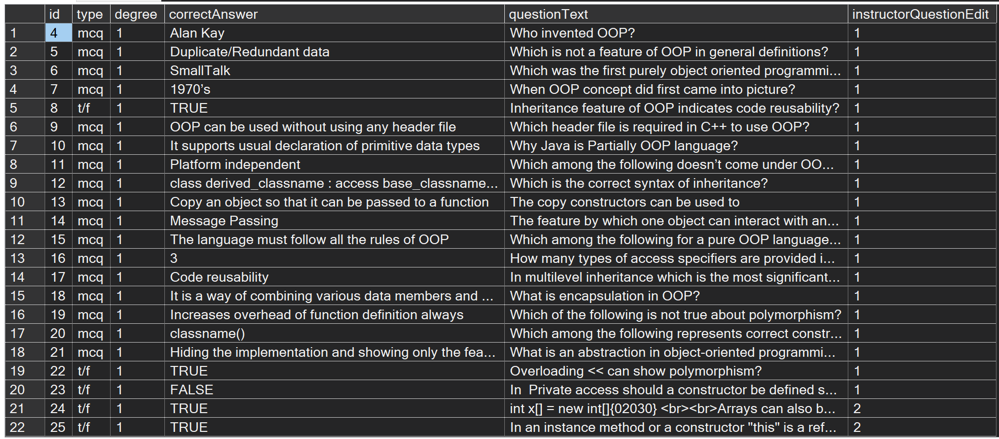 id type degree correctAnswer questionText instructorQuestionEdit
1 4 mcq 1 Alan Kay Who invented OOP? 1
2 5 mcq 1 Duplicate/Redundant data Which is not a feature of OOP in general definitions? 1
3 6 mcq 1 SmallTalk Which was the first purely object oriented programmi... 1
4 7 mcq 1 1970’s When OOP concept did first came into picture? 1
5 8 t/f 1 TRUE Inheritance feature of OOP indicates code reusability? 1
6 9 mcq 1 OOP can be used without using any header file Which header file is required in C++ to use OOP? 1
7 10 mcq 1 It supports usual declaration of primitive data types Why Java is Partially OOP language? 1
8 11 mcq 1 Platform independent Which among the following doesn’t come under OO... 1
9 12 mcq 1 class derived_classname : access base_classname... Which is the correct syntax of inheritance? 1
10 13 mcq 1 Copy an object so that it can be passed to a function The copy constructors can be used to 1
11 14 mcq 1 Message Passing The feature by which one object can interact with an... 1
12 15 mcq 1 The language must follow all the rules of OOP Which among the following for a pure OOP language... 1
13 16 mcq 1 3 How many types of access specifiers are provided i... 1
14 17 mcq 1 Code reusability In multilevel inheritance which is the most significant... 1
15 18 mcq 1 It is a way of combining various data members and ... What is encapsulation in OOP? 1
16 19 mcq 1 Increases overhead of function definition always Which of the following is not true about polymorphism? 1
17 20 mcq 1 classname() Which among the following represents correct constr... 1
18 21 mcq 1 Hiding the implementation and showing only the fea... What is an abstraction in object-oriented programmi... 1
19 22 t/f 1 TRUE Overloading << can show polymorphism? 1
20 23 t/f 1 FALSE In  Private access should a constructor be defined s... 1
21 24 t/f 1 TRUE int x[] = new int[]{02030} <br><br>Arrays can also b... 2
22 25 t/f 1 TRUE In an instance method or a constructor "this" is a ref... 2